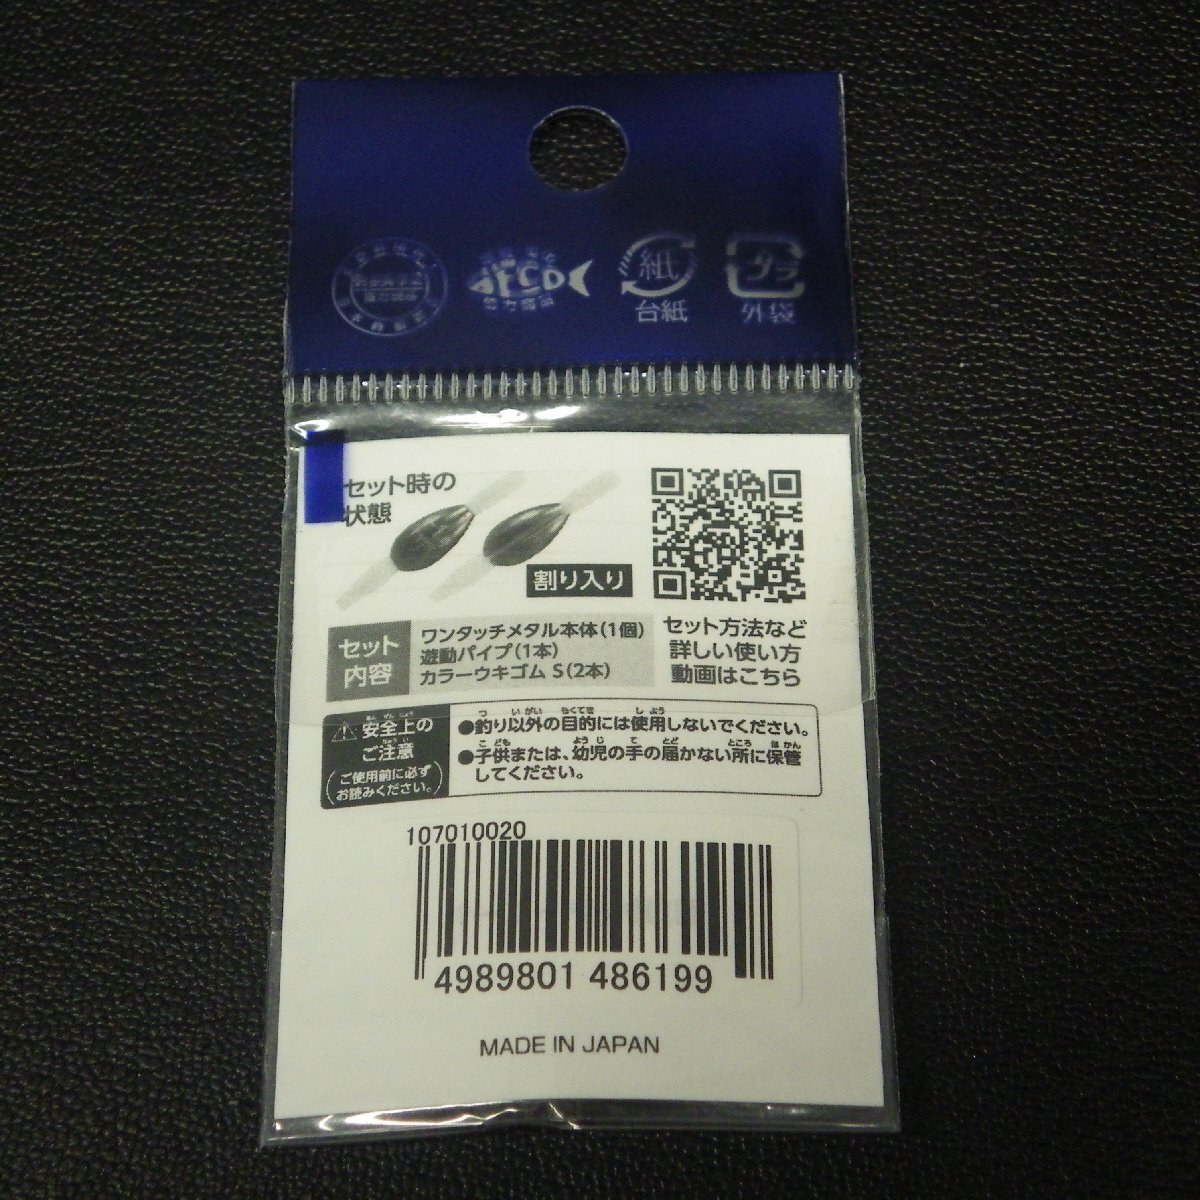 FCD
紙
プラ
台紙
外袋
セット時の
状態
割り入り
セット
内容
ワンタッチメタル本体(1個)
遊動パイプ(1本)
カラーウキゴム S(2本)
セット方法など
詳しい使い方
動画はこちら
安全上の
ご注意
ご使用前に必ず
お読みください。
●釣り以外の目的には使用しないでください。
●子供または、幼児の手の届かない所に保管
してください。
107010020
4989801 486199
MADE IN JAPAN